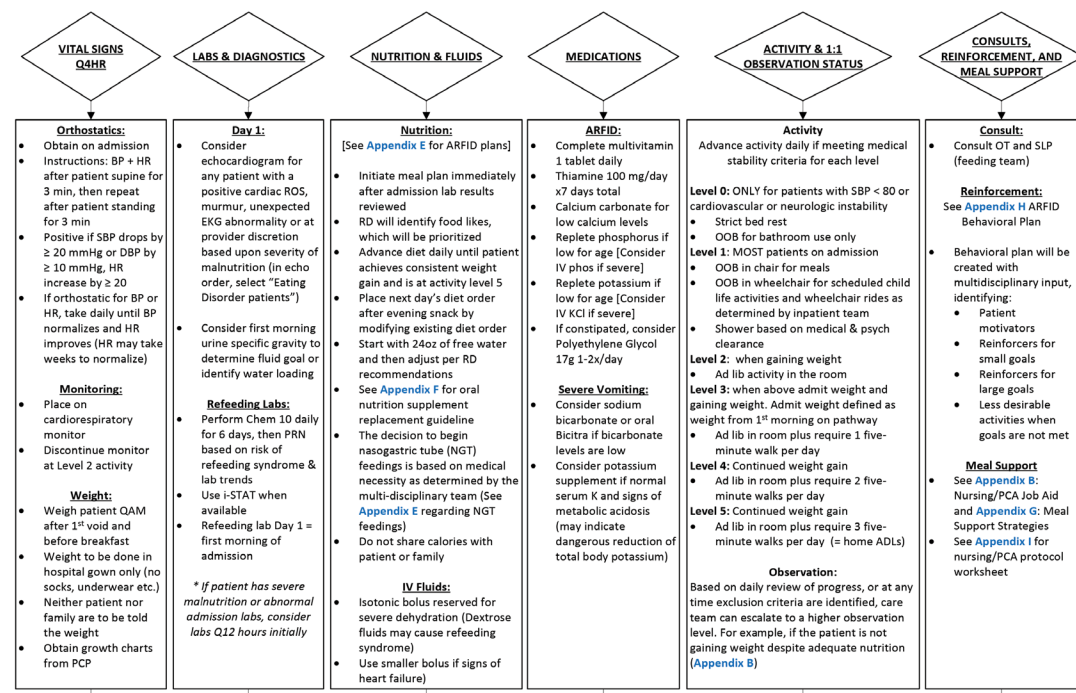 VITAL SIGNS
Q4HR
LABS & DIAGNOSTICS
NUTRITION & FLUIDS
MEDICATIONS
ACTIVITY & 1:1
OBSERVATION STATUS
CONSULTS,
REINFORCEMENT, AND
MEAL SUPPORT
Orthostatics:
• Obtain on admission
• Instructions: BP + HR
after patient supine for
3 min, then repeat
after patient standing
for 3 min
• Positive if SBP drops by
≥ 20 mmHg or DBP by
≥ 10 mmHg, HR
increase by ≥ 20
• If orthostatic for BP or
HR, take daily until BP
normalizes and HR
improves (HR may take
weeks to normalize)
Monitoring:
• Place on
cardiorespiratory
monitor
• Discontinue monitor
at Level 2 activity
Weight:
• Weigh patient QAM
after 1st void and
before breakfast
• Weight to be done in
hospital gown only (no
socks, underwear etc.)
• Neither patient nor
family are to be told
the weight
• Obtain growth charts
from PCP
Day 1:
• Consider
echocardiogram for
any patient with a
positive cardiac ROS,
murmur, unexpected
EKG abnormality or at
provider discretion
based upon severity of
malnutrition (in echo
order, select “Eating
Disorder patients”)
• Consider first morning
urine specific gravity to
determine fluid goal or
identify water loading
Refeeding Labs:
• Perform Chem 10 daily
for 6 days, then PRN
based on risk of
refeeding syndrome &
lab trends
• Use i-STAT when
available
• Refeeding lab Day 1 =
first morning of
admission
* If patient has severe
malnutrition or abnormal
admission labs, consider
labs Q12 hours initially
Nutrition:
[See Appendix E for ARFID plans]
• Initiate meal plan immediately
after admission lab results
reviewed
• RD will identify food likes,
which will be prioritized
• Advance diet daily until patient
achieves consistent weight
gain and is at activity level 5
• Place next day’s diet order
after evening snack by
modifying existing diet order
• Start with 24oz of free water
and then adjust per RD
recommendations
• See Appendix F for oral
nutrition supplement
replacement guideline
• The decision to begin
nasogastric tube (NGT)
feedings is based on medical
necessity as determined by the
multi-disciplinary team (See
Appendix E regarding NGT
feedings)
• Do not share calories with
patient or family
IV Fluids:
• Isotonic bolus reserved for
severe dehydration (Dextrose
fluids may cause refeeding
syndrome)
• Use smaller bolus if signs of
heart failure)
ARFID:
• Complete multivitamin
1 tablet daily
• Thiamine 100 mg/day
x7 days total
• Calcium carbonate for
low calcium levels
• Replete phosphorus if
low for age [Consider
IV phos if severe]
• Replete potassium if
low for age [Consider
IV KCl if severe]
• If constipated, consider
Polyethylene Glycol
17g 1-2x/day
Severe Vomiting:
• Consider sodium
bicarbonate or oral
Bicitra if bicarbonate
levels are low
• Consider potassium
supplement if normal
serum K and signs of
metabolic acidosis
(may indicate
dangerous reduction of
total body potassium)
Activity
Advance activity daily if meeting medical
stability criteria for each level
Level 0: ONLY for patients with SBP < 80 or
cardiovascular or neurologic instability
• Strict bed rest
• OOB for bathroom use only
Level 1: MOST patients on admission
• OOB in chair for meals
• OOB in wheelchair for scheduled child
life activities and wheelchair rides as
determined by inpatient team
• Shower based on medical & psych
clearance
Level 2: when gaining weight
• Ad lib activity in the room
Level 3: when above admit weight and
gaining weight. Admit weight defined as
weight from 1st morning on pathway
• Ad lib in room plus require 1 five-
minute walk per day
Level 4: Continued weight gain
• Ad lib in room plus require 2 five-
minute walks per day
Level 5: Continued weight gain
• Ad lib in room plus require 3 five-
minute walks per day (= home ADLs)
Observation:
Based on daily review of progress, or at any
time exclusion criteria are identified, care
team can escalate to a higher observation
level. For example, if the patient is not
gaining weight despite adequate nutrition
(Appendix B)
Consult:
• Consult OT and SLP
(feeding team)
Reinforcement:
See Appendix H ARFID
Behavioral Plan
• Behavioral plan will be
created with
multidisciplinary input,
identifying:
• Patient
motivators
• Reinforcers for
small goals
• Reinforcers for
large goals
• Less desirable
activities when
goals are not met
Meal Support
• See Appendix B:
Nursing/PCA Job Aid
and Appendix G: Meal
Support Strategies
• See Appendix I for
nursing/PCA protocol
worksheet